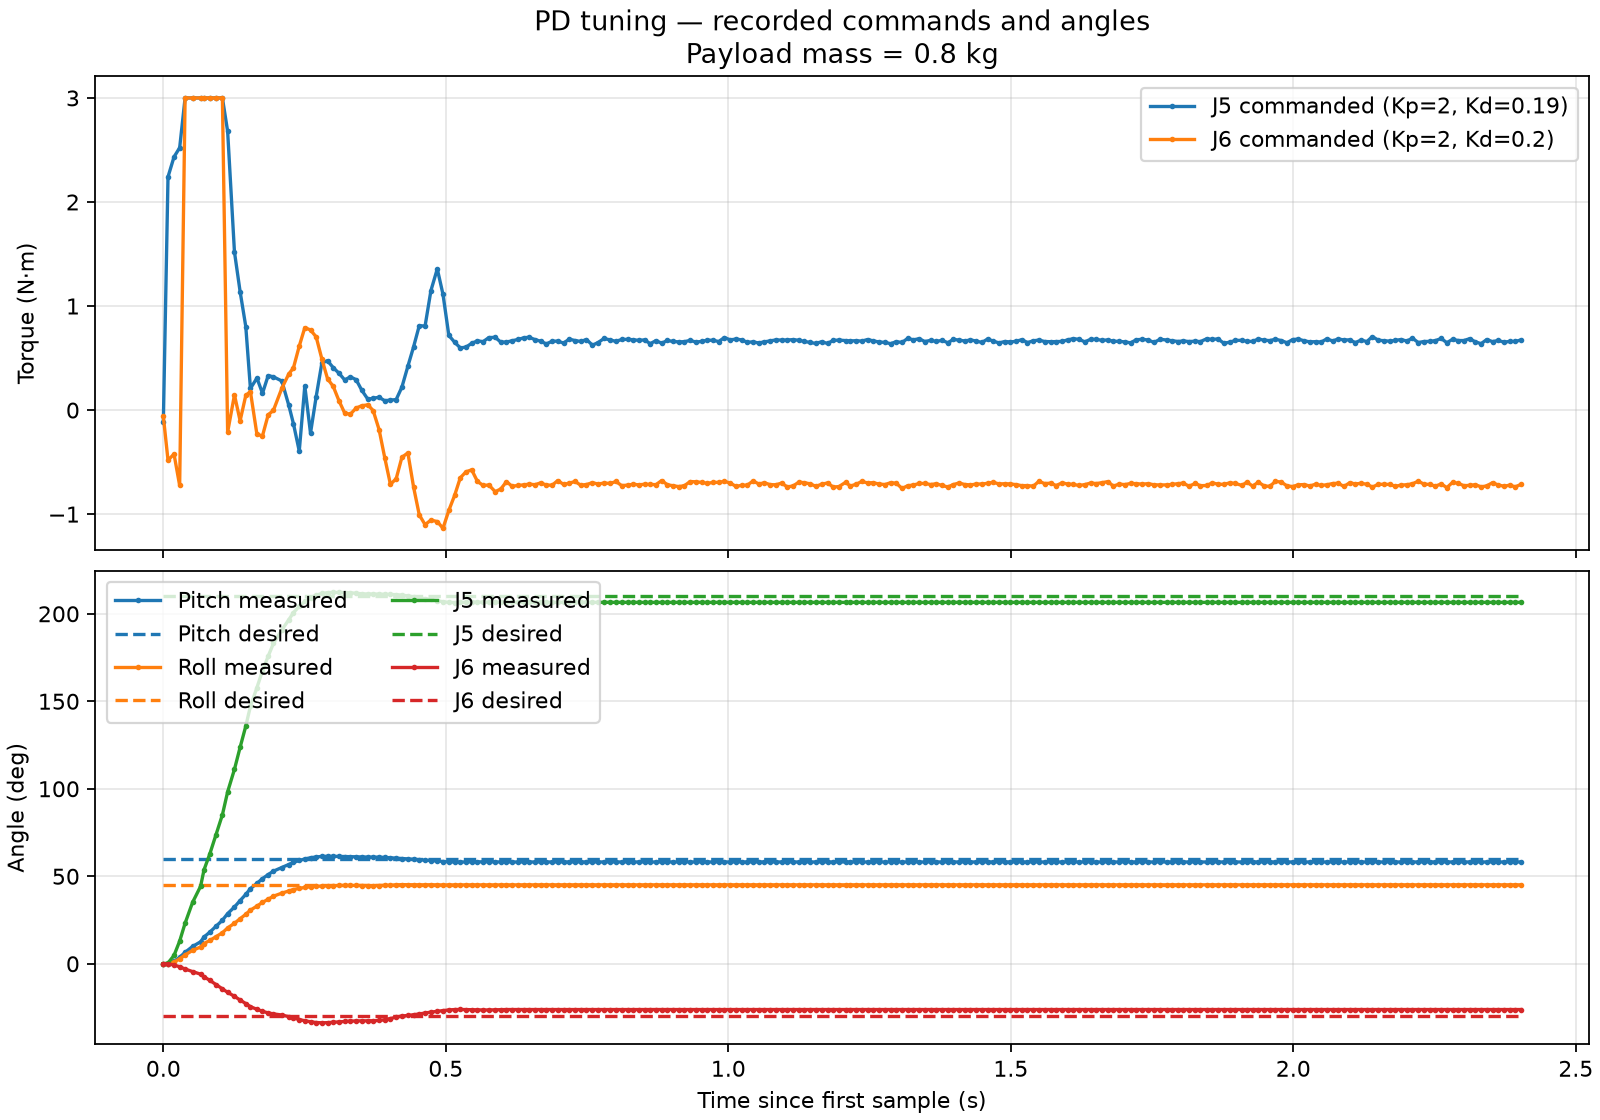 PD tuning — recorded commands and angles
Payload mass = 0.8 kg
3
2
1
0
−1
Torque (N·m)
J5 commanded (Kp=2, Kd=0.19)
J6 commanded (Kp=2, Kd=0.2)
200
150
100
50
0
Angle (deg)
Pitch measured
Pitch desired
Roll measured
Roll desired
J5 measured
J5 desired
J6 measured
J6 desired
0.0
0.5
1.0
1.5
2.0
2.5
Time since first sample (s)